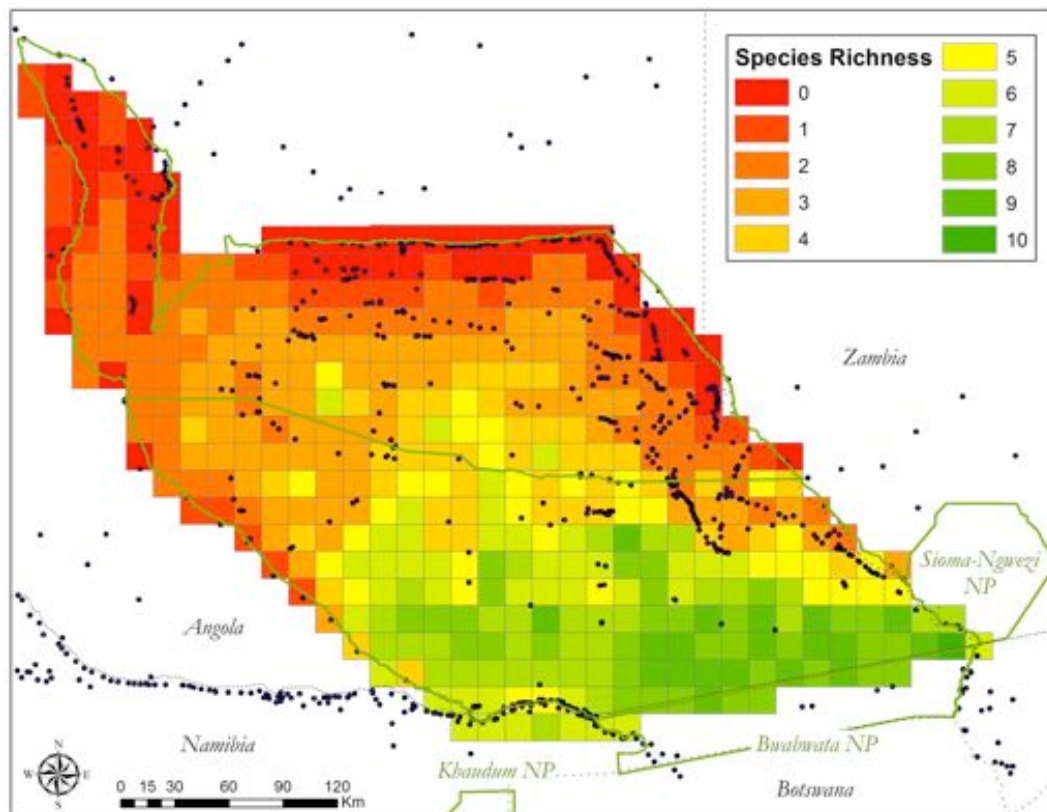 Species Richness
0
1
2
3
4
5
6
7
8
9
10
Zambia
Sioma-Ngwezi
NP
Angola
Namibia
Khaudum NP
Bwabwata NP
Botswana
N
W E
S
0 15 30 60 90 120
Km